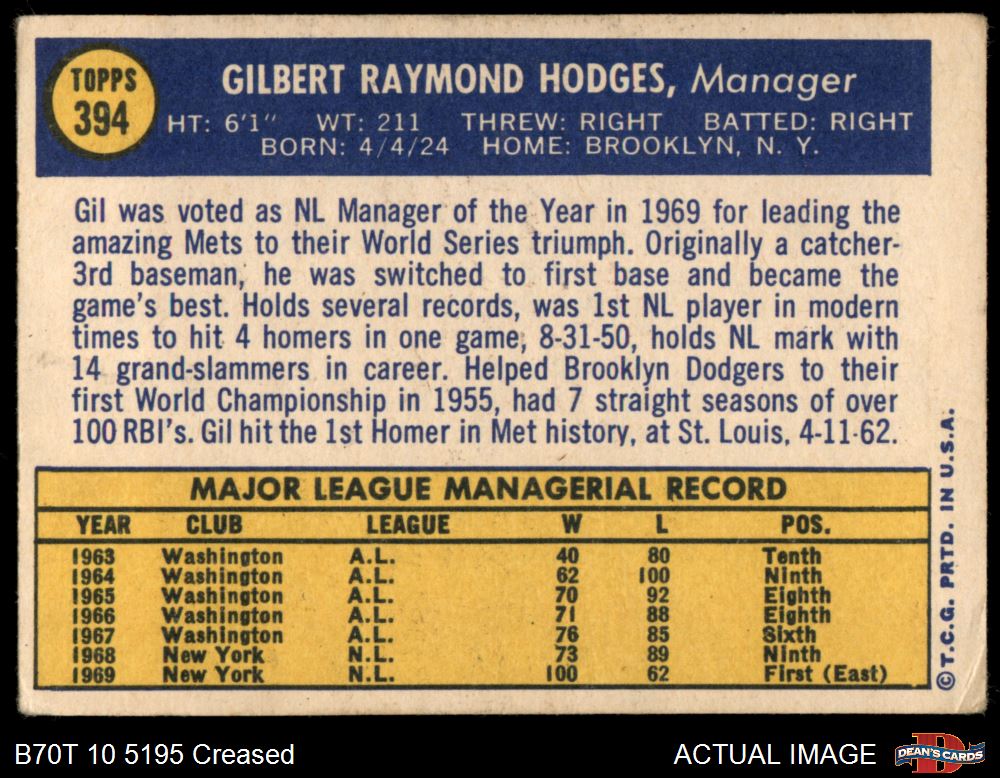 TOPPS
394
GILBERT RAYMOND HODGES, Manager
HT: 6'1" WT: 211 THREW: RIGHT BATTED: RIGHT
BORN: 4/4/24 HOME: BROOKLYN, N. Y.
Gil was voted as NL Manager of the Year in 1969 for leading the
amazing Mets to their World Series triumph. Originally a catcher-
3rd baseman, he was switched to first base and became the
game's best. Holds several records, was 1st NL player in modern
times to hit 4 homers in one game, 8-31-50, holds NL mark with
14 grand-slammers in career. Helped Brooklyn Dodgers to their
first World Championship in 1955, had 7 straight seasons of over
100 RBI's. Gil hit the 1st Homer in Met history, at St. Louis, 4-11-62.
MAJOR LEAGUE MANAGERIAL RECORD
YEAR CLUB LEAGUE W L POS.
1963 Washington A.L. 40 80 Tenth
1964 Washington A.L. 62 100 Ninth
1965 Washington A.L. 70 92 Eighth
1966 Washington A.L. 71 88 Eighth
1967 Washington A.L. 76 85 Sixth
1968 New York N.L. 73 89 Ninth
1969 New York N.L. 100 62 First (East)
©T.C.G. PRTD. IN U.S.A.
B70T 10 5195 Creased
ACTUAL IMAGE
DEAN'S CARDS